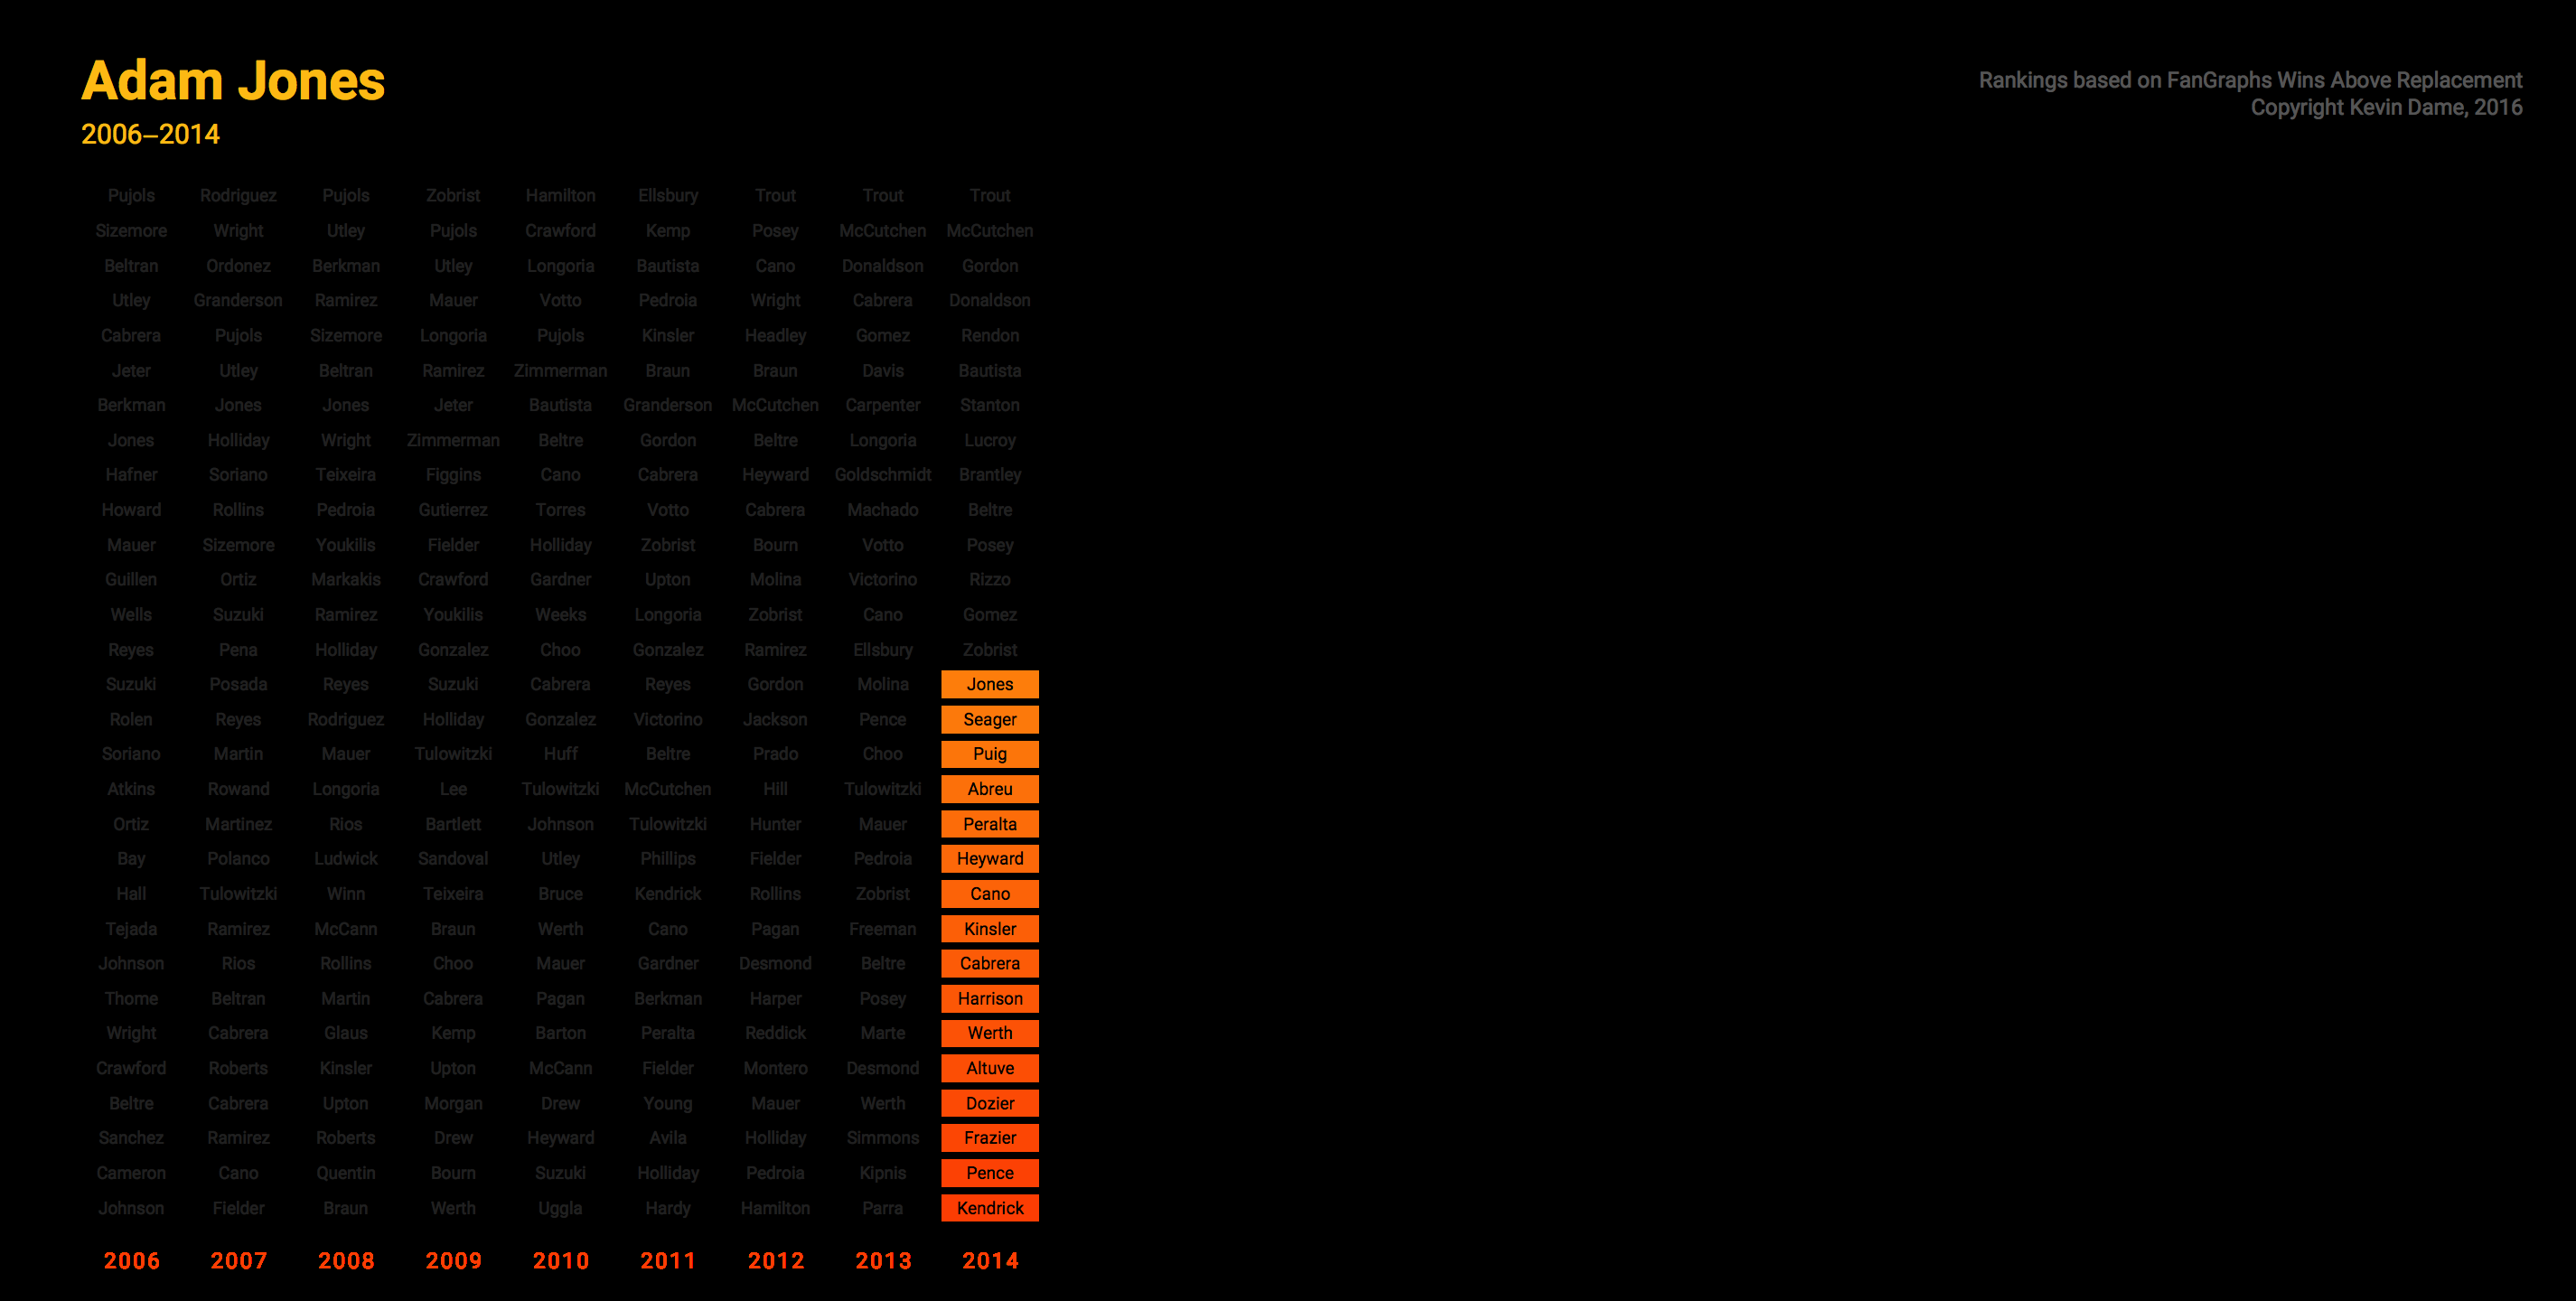 Adam Jones
2006–2014
Rankings based on FanGraphs Wins Above Replacement
Copyright Kevin Dame, 2016
Pujols Rodriguez Pujols Zobrist Hamilton Ellsbury Trout Trout Trout
Sizemore Wright Utley Pujols Crawford Kemp Posey McCutchen McCutchen
Beltran Ordonez Berkman Utley Longoria Bautista Cano Donaldson Gordon
Utley Granderson Ramirez Mauer Votto Pedroia Wright Cabrera Donaldson
Cabrera Pujols Sizemore Longoria Pujols Kinsler Headley Gomez Rendon
Jeter Utley Beltran Ramirez Zimmerman Braun Braun Davis Bautista
Berkman Jones Jones Jeter Bautista Granderson McCutchen Carpenter Stanton
Jones Holliday Wright Zimmerman Beltre Gordon Beltre Longoria Lucroy
Hafner Soriano Teixeira Figgins Cano Cabrera Heyward Goldschmidt Brantley
Howard Rollins Pedroia Gutierrez Torres Votto Cabrera Machado Beltre
Mauer Sizemore Youkilis Fielder Holliday Zobrist Bourn Votto Posey
Guillen Ortiz Markakis Crawford Gardner Upton Molina Victorino Rizzo
Wells Suzuki Ramirez Youkilis Weeks Longoria Zobrist Cano Gomez
Reyes Pena Holliday Gonzalez Choo Gonzalez Ramirez Ellsbury Zobrist
Suzuki Posada Reyes Suzuki Cabrera Reyes Gordon Molina Jones
Rolen Reyes Rodriguez Holliday Gonzalez Victorino Jackson Pence Seager
Soriano Martin Mauer Tulowitzki Huff Beltre Prado Choo Puig
Atkins Rowand Longoria Lee Tulowitzki McCutchen Hill Tulowitzki Abreu
Ortiz Martinez Rios Bartlett Johnson Tulowitzki Hunter Mauer Peralta
Bay Polanco Ludwick Sandoval Utley Phillips Fielder Pedroia Heyward
Hall Tulowitzki Winn Teixeira Bruce Kendrick Rollins Zobrist Cano
Tejada Ramirez McCann Braun Werth Cano Pagan Freeman Kinsler
Johnson Rios Rollins Choo Mauer Gardner Desmond Beltre Cabrera
Thome Beltran Martin Cabrera Pagan Berkman Harper Posey Harrison
Wright Cabrera Glaus Kemp Barton Peralta Reddick Marte Werth
Crawford Roberts Kinsler Upton McCann Fielder Montero Desmond Altuve
Beltre Cabrera Upton Morgan Drew Young Mauer Werth Dozier
Sanchez Ramirez Roberts Drew Heyward Avila Holliday Simmons Frazier
Cameron Cano Quentin Bourn Suzuki Holliday Pedroia Kipnis Pence
Johnson Fielder Braun Werth Uggla Hardy Hamilton Parra Kendrick
2006 2007 2008 2009 2010 2011 2012 2013 2014